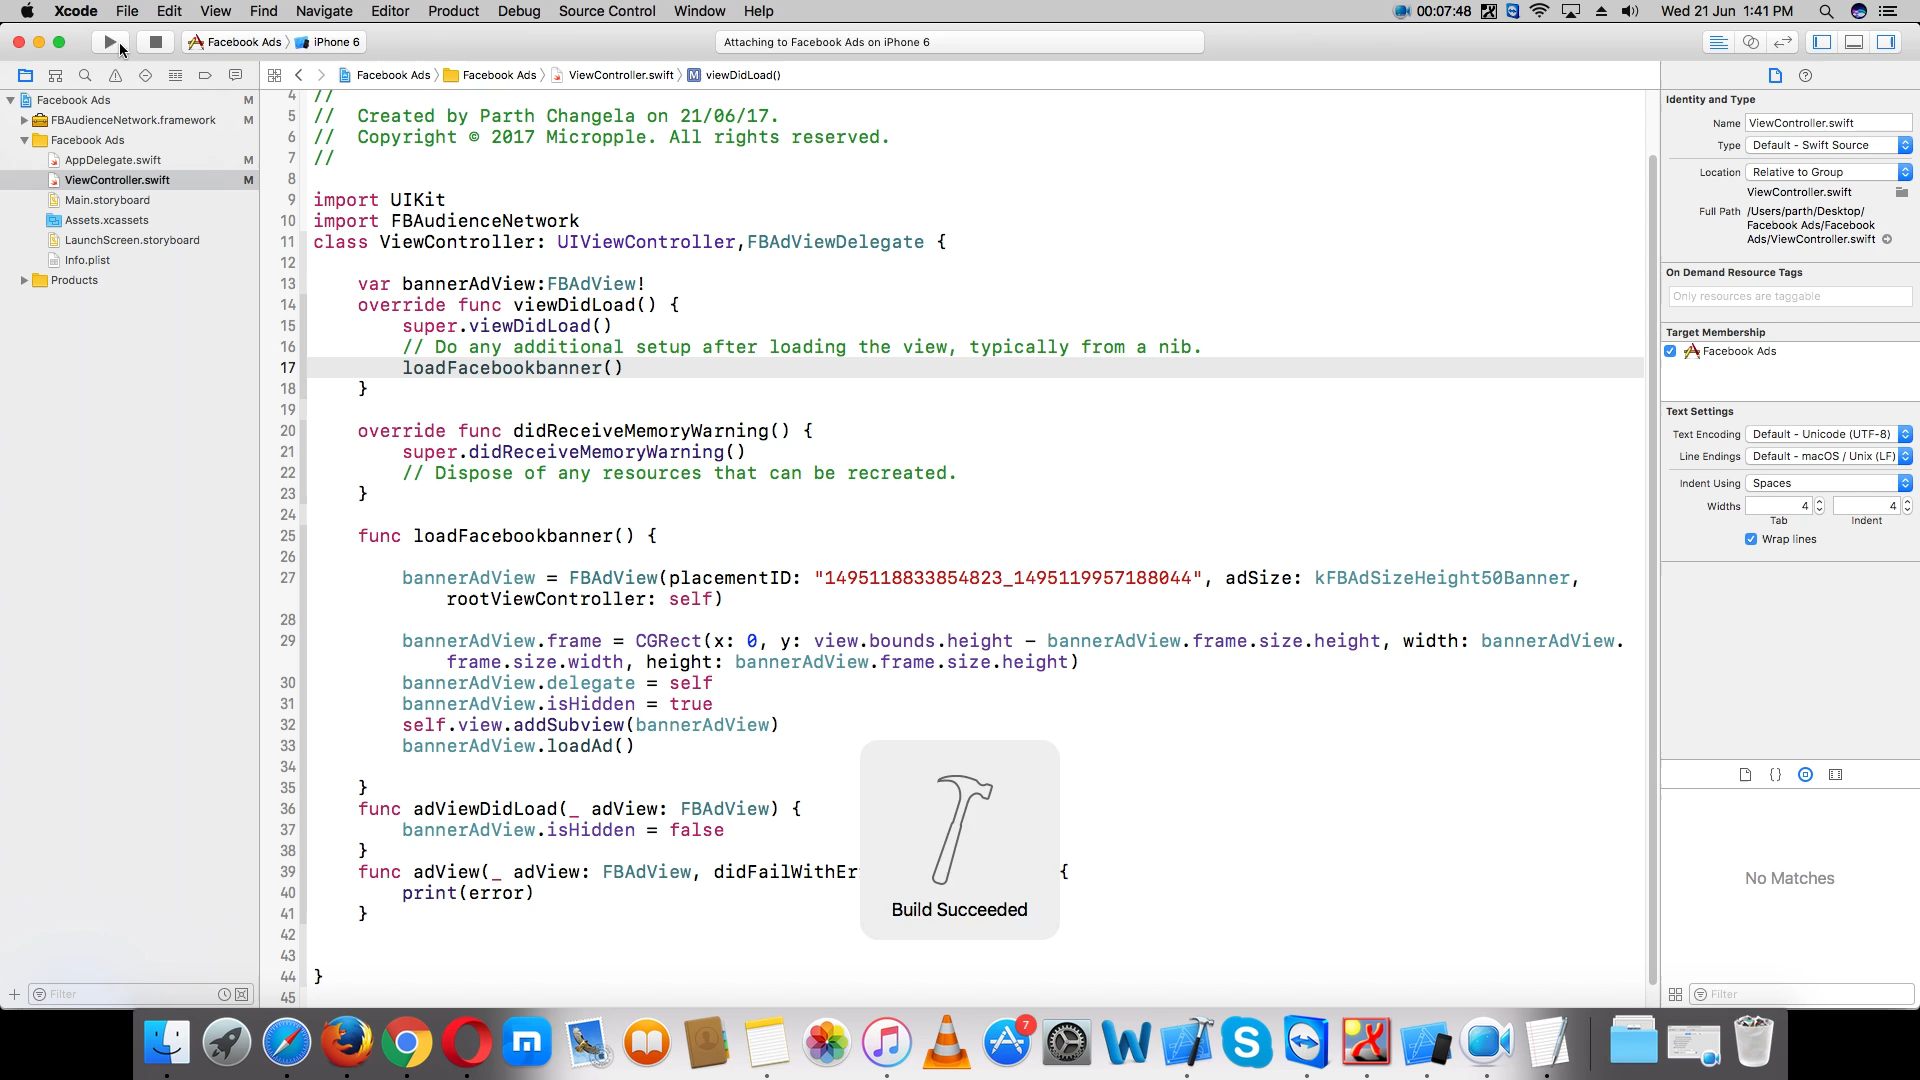 Xcode File Edit View Find Navigate Editor Product Debug Source Control Window Help
00:07:48 Wed 21 Jun 1:41 PM
Facebook Ads iPhone 6
Attaching to Facebook Ads on iPhone 6
Facebook Ads Facebook Ads ViewController.swift M viewDidLoad()
Facebook Ads M
FBAudienceNetwork.framework M
Facebook Ads
AppDelegate.swift M
ViewController.swift M
Main.storyboard
Assets.xcassets
LaunchScreen.storyboard
Info.plist
Products
Filter
4 //
5 //  Created by Parth Changela on 21/06/17.
6 //  Copyright © 2017 Micropple. All rights reserved.
7 //
8
9 import UIKit
10 import FBAudienceNetwork
11 class ViewController: UIViewController,FBAdViewDelegate {
12
13 var bannerAdView:FBAdView!
14 override func viewDidLoad() {
15 super.viewDidLoad()
16 // Do any additional setup after loading the view, typically from a nib.
17 loadFacebookbanner()
18 }
19
20 override func didReceiveMemoryWarning() {
21 super.didReceiveMemoryWarning()
22 // Dispose of any resources that can be recreated.
23 }
24
25 func loadFacebookbanner() {
26
27 bannerAdView = FBAdView(placementID: "1495118833854823_1495119957188044", adSize: kFBAdSizeHeight50Banner,
rootViewController: self)
28
29 bannerAdView.frame = CGRect(x: 0, y: view.bounds.height - bannerAdView.frame.size.height, width: bannerAdView.
frame.size.width, height: bannerAdView.frame.size.height)
30 bannerAdView.delegate = self
31 bannerAdView.isHidden = true
32 self.view.addSubview(bannerAdView)
33 bannerAdView.loadAd()
34
35 }
36 func adViewDidLoad(_ adView: FBAdView) {
37 bannerAdView.isHidden = false
38 }
39 func adView(_ adView: FBAdView, didFailWithEr {
40 print(error)
41 }
42
43
44 }
45
Build Succeeded
Identity and Type
Name ViewController.swift
Type Default - Swift Source
Location Relative to Group
ViewController.swift
Full Path /Users/parth/Desktop/
Facebook Ads/Facebook
Ads/ViewController.swift
On Demand Resource Tags
Only resources are taggable
Target Membership
Facebook Ads
Text Settings
Text Encoding Default - Unicode (UTF-8)
Line Endings Default - macOS / Unix (LF)
Indent Using Spaces
Widths 4 4
Tab Indent
Wrap lines
{ }
No Matches
Filter
7